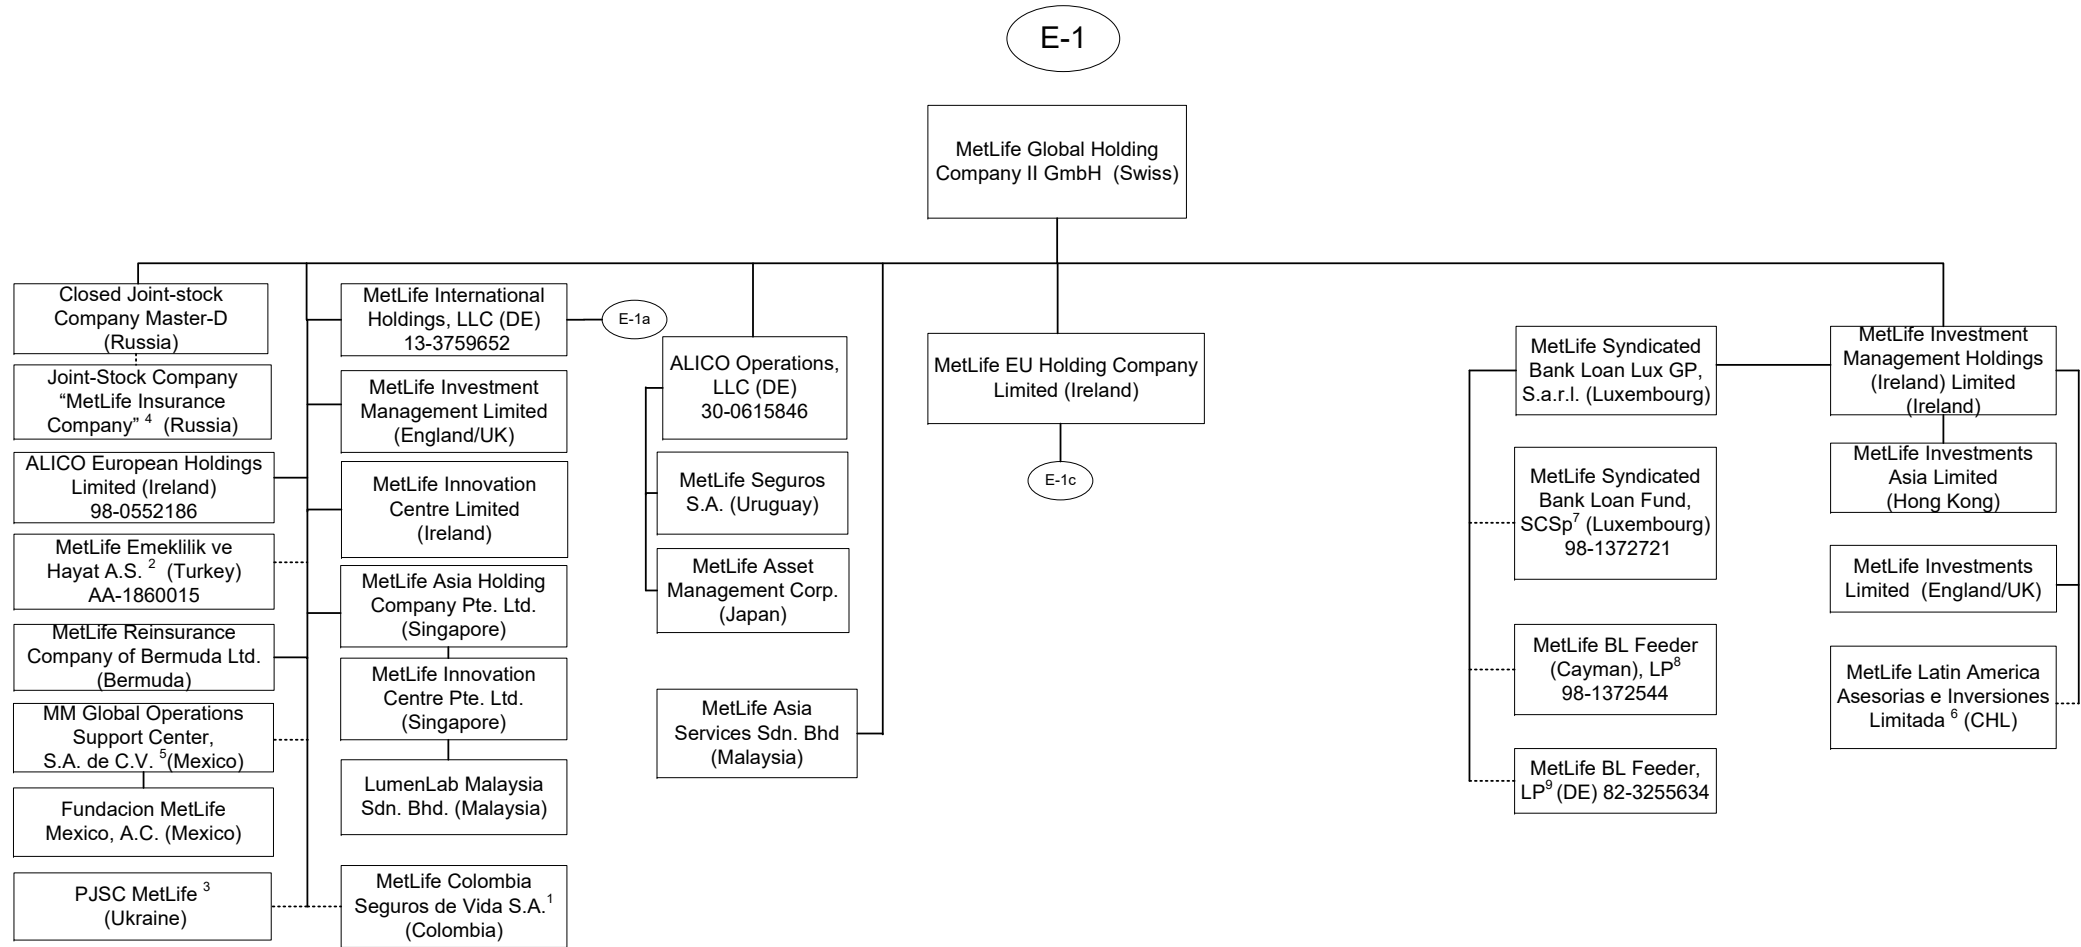 E-1
MetLife Global Holding
Company II GmbH (Swiss)
Closed Joint-stock
Company Master-D
(Russia)
Joint-Stock Company
“MetLife Insurance
Company” 4 (Russia)
ALICO European Holdings
Limited (Ireland)
98-0552186
MetLife Emeklilik ve
Hayat A.S. 2 (Turkey)
AA-1860015
MetLife Reinsurance
Company of Bermuda Ltd.
(Bermuda)
MM Global Operations
Support Center,
S.A. de C.V. 5(Mexico)
Fundacion MetLife
Mexico, A.C. (Mexico)
PJSC MetLife 3
(Ukraine)
MetLife International
Holdings, LLC (DE)
13-3759652
E-1a
MetLife Investment
Management Limited
(England/UK)
MetLife Innovation
Centre Limited
(Ireland)
MetLife Asia Holding
Company Pte. Ltd.
(Singapore)
MetLife Innovation
Centre Pte. Ltd.
(Singapore)
LumenLab Malaysia
Sdn. Bhd. (Malaysia)
MetLife Colombia
Seguros de Vida S.A.1
(Colombia)
ALICO Operations,
LLC (DE)
30-0615846
MetLife Seguros
S.A. (Uruguay)
MetLife Asset
Management Corp.
(Japan)
MetLife Asia
Services Sdn. Bhd
(Malaysia)
MetLife EU Holding Company
Limited (Ireland)
E-1c
MetLife Syndicated
Bank Loan Lux GP,
S.a.r.l. (Luxembourg)
MetLife Syndicated
Bank Loan Fund,
SCSp7 (Luxembourg)
98-1372721
MetLife BL Feeder
(Cayman), LP8
98-1372544
MetLife BL Feeder,
LP9 (DE) 82-3255634
MetLife Investment
Management Holdings
(Ireland) Limited
(Ireland)
MetLife Investments
Asia Limited
(Hong Kong)
MetLife Investments
Limited (England/UK)
MetLife Latin America
Asesorias e Inversiones
Limitada 6 (CHL)